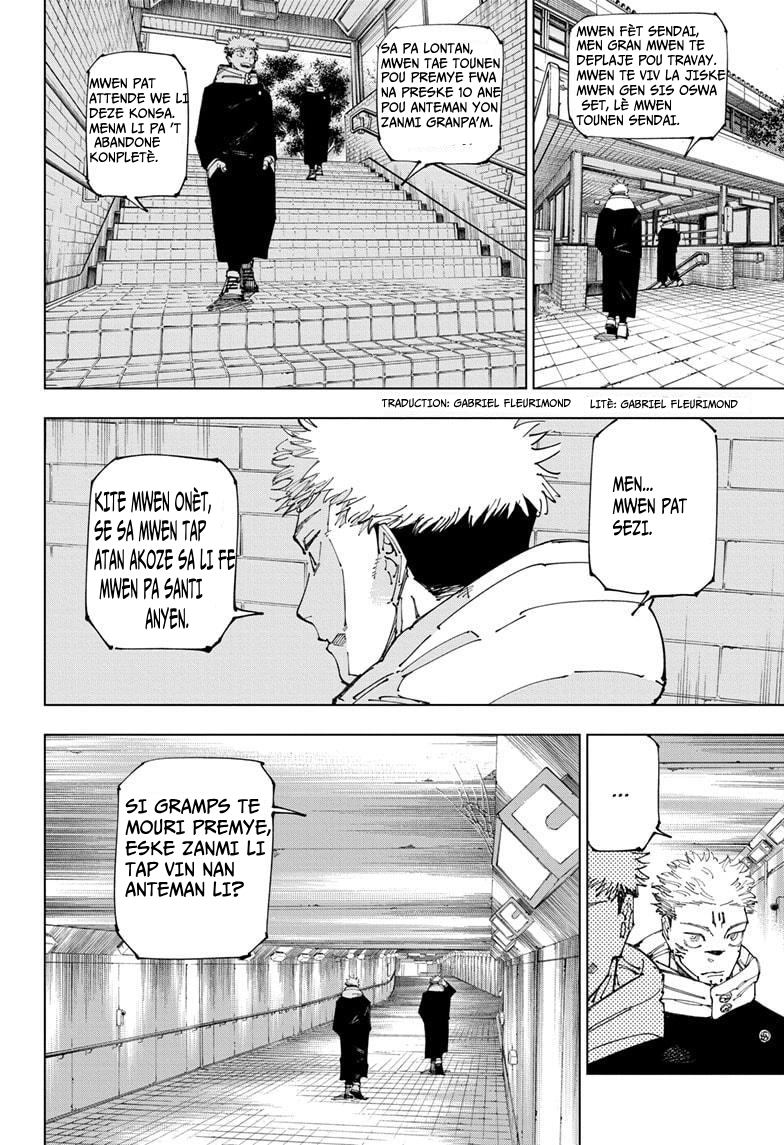 MWEN FÈT SENDAI,
MEN GRAN MWEN TE
DEPLAJE POU TRAVAY.
MWEN TE VIV LA JISKE
MWEN GEN SIS OSWA
SET, LÈ MWEN
TOUNEN SENDAI.
SA PA LONTAN,
MWEN TAE TOUNEN
POU PREMYE FWA
NA PRESKE 10 ANE
POU ANTEMAN YON
ZANMI GRANPA'M.
MWEN PAT
ATTENDE WE LI
DEZE KONSA.
MENM LI PA 'T
ABANDONE
KONPLETÈ.
TRADUCTION: GABRIEL FLEURIMOND LITÈ: GABRIEL FLEURIMOND
MEN...
MWEN PAT
SEZI.
KITE MWEN ONÈT,
SE SA MWEN TAP
ATAN AKOZE SA LI FE
MWEN PA SANTI
ANYEN.
...
SI GRAMPS TE
MOURI PREMYE,
ESKE ZANMI LI
TAP VIN NAN
ANTEMAN LI?